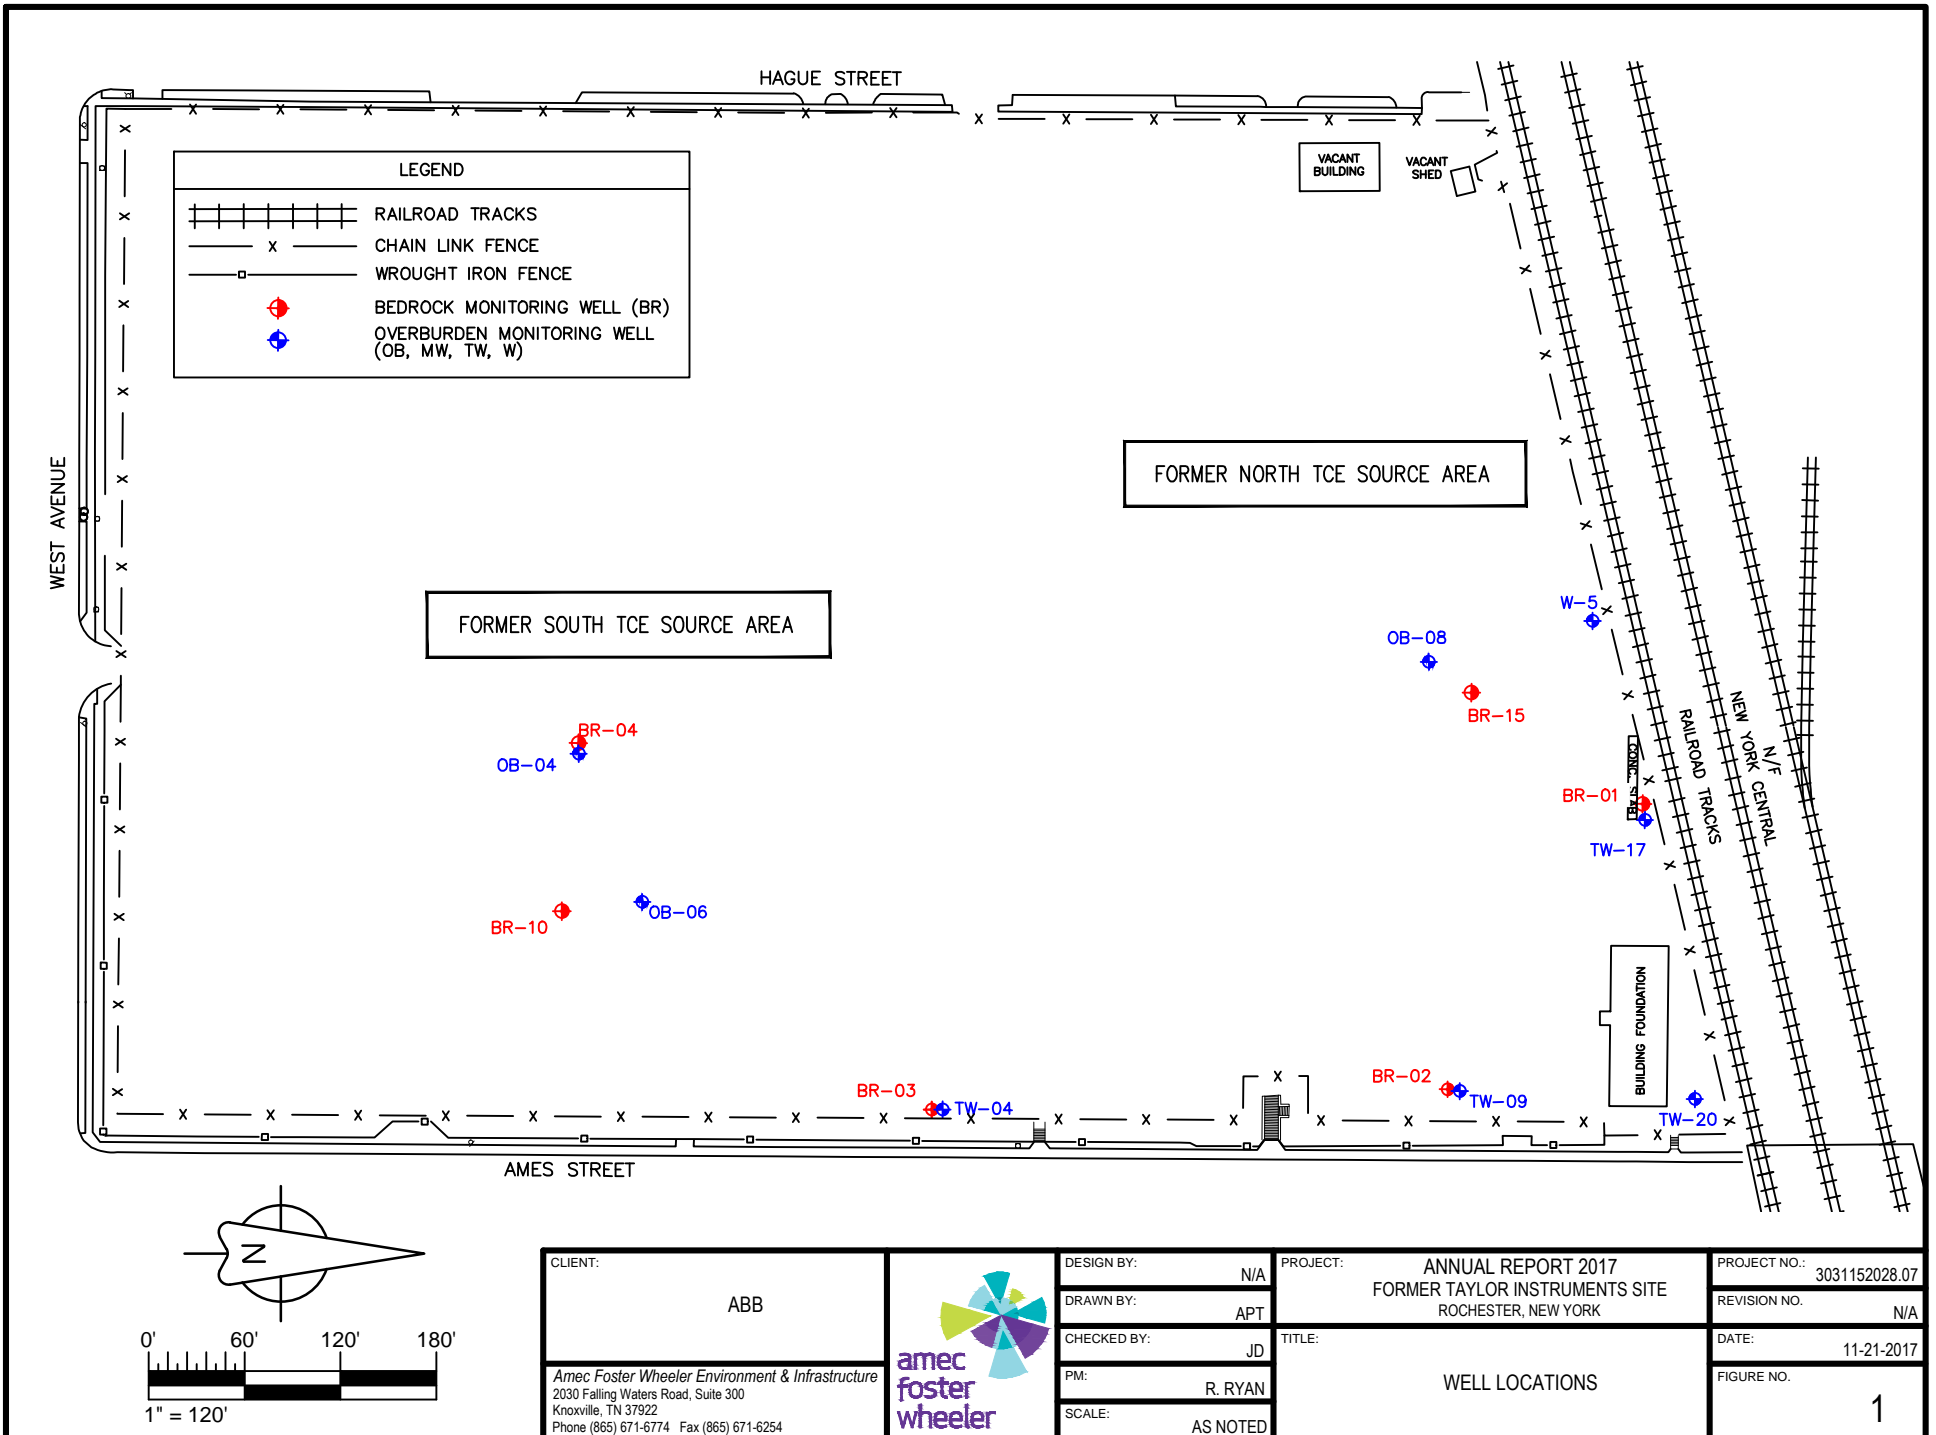 HAGUE STREET
LEGEND
RAILROAD TRACKS
X CHAIN LINK FENCE
WROUGHT IRON FENCE
BEDROCK MONITORING WELL (BR)
OVERBURDEN MONITORING WELL
(OB, MW, TW, W)
VACANT
BUILDING
VACANT
SHED
WEST AVENUE
FORMER NORTH TCE SOURCE AREA
FORMER SOUTH TCE SOURCE AREA
W-5
OB-08
BR-15
BR-04
OB-04
CONC. SLAB
BR-01
TW-17
RAILROAD TRACKS
NEW YORK CENTRAL
N/F
BR-10
OB-06
BUILDING FOUNDATION
BR-03
TW-04
BR-02
TW-09
TW-20
AMES STREET
N
0' 60' 120' 180'
1" = 120'
CLIENT:
ABB
Amec Foster Wheeler Environment & Infrastructure
2030 Falling Waters Road, Suite 300
Knoxville, TN 37922
Phone (865) 671-6774 Fax (865) 671-6254
amec
foster
wheeler
DESIGN BY:
N/A
DRAWN BY:
APT
CHECKED BY:
JD
PM:
R. RYAN
SCALE:
AS NOTED
PROJECT:
ANNUAL REPORT 2017
FORMER TAYLOR INSTRUMENTS SITE
ROCHESTER, NEW YORK
TITLE:
WELL LOCATIONS
PROJECT NO.:
3031152028.07
REVISION NO.
N/A
DATE:
11-21-2017
FIGURE NO.
1